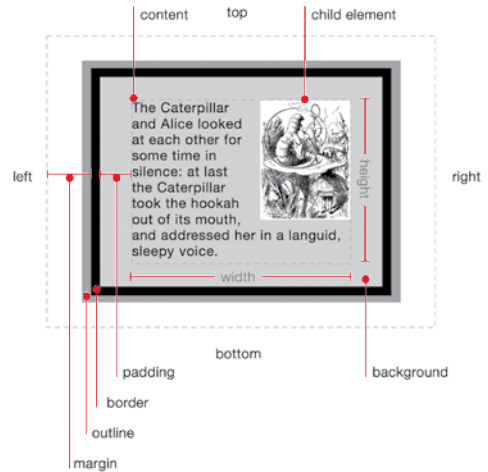 content
top
child element
The Caterpillar
and Alice looked
at each other for
some time in
silence: at last
the Caterpillar
took the hookah
out of its mouth,
and addressed her in a languid,
sleepy voice.
height
left
right
width
bottom
padding
background
border
outline
margin